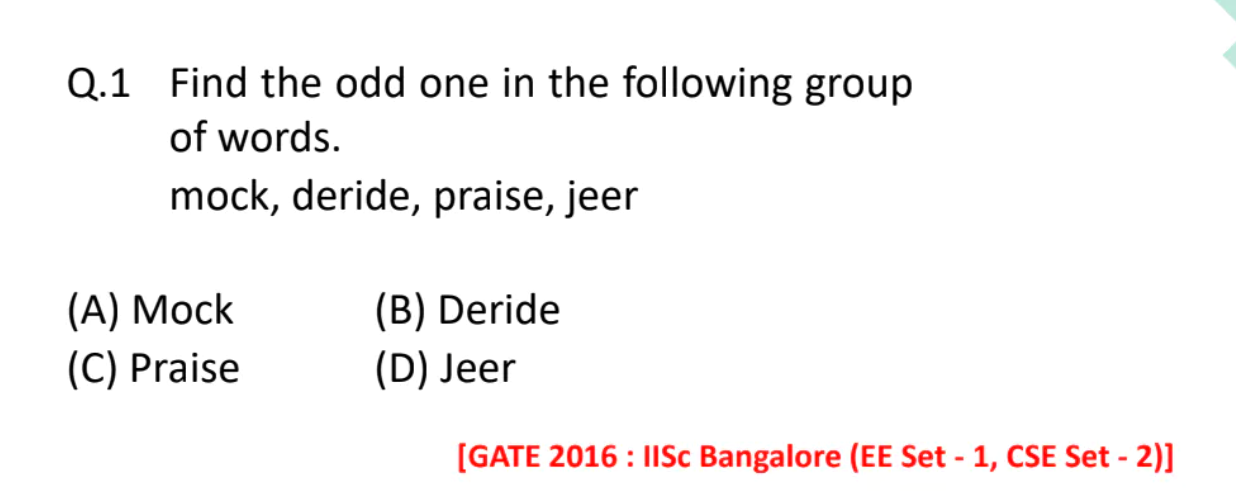 Q.1 Find the odd one in the following group
of words.
mock, deride, praise, jeer
(A) Mock (B) Deride
(C) Praise (D) Jeer
[GATE 2016 : IISc Bangalore (EE Set - 1, CSE Set - 2)]